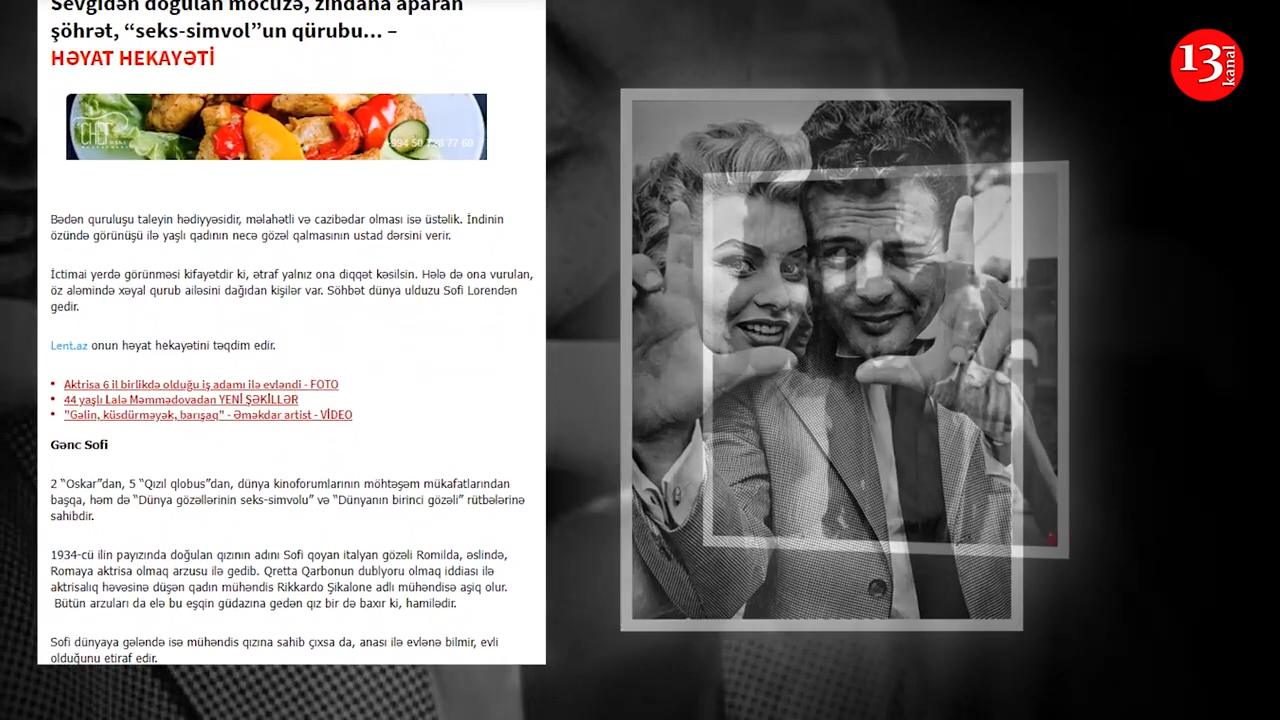 Sevgidən doğulan möcüzə, zindana aparan
şöhrət, “seks-simvol”un qürubu... –
HƏYAT HEKAYƏTİ
CHEF
+994 50 728 77 60
Bədən quruluşu taleyin hədiyyəsidir, məlahətli və cazibədar olması isə üstəlik. İndinin
özündə görünüşü ilə yaşlı qadının necə gözəl qalmasının ustad dərsini verir.
İctimai yerdə görünməsi kifayətdir ki, ətraf yalnız ona diqqət kəsilsin. Hələ də ona vurulan,
öz aləmində xəyal qurub ailəsini dağıdan kişilər var. Söhbət dünya ulduzu Sofi Lorendən
gedir.
Lent.az onun həyat hekayətini təqdim edir.
• Aktrisa 6 il birlikdə olduğu iş adamı ilə evləndi - FOTO
• 44 yaşlı Lalə Məmmədovadan YENİ ŞƏKİLLƏR
• "Gəlin, küsdürməyək, barışaq" - Əməkdar artist - VİDEO
Gənc Sofi
2 “Oskar”dan, 5 “Qızıl qlobus”dan, dünya kinoforumlarının möhtəşəm mükafatlarından
başqa, həm də “Dünya gözəllərinin seks-simvolu” və “Dünyanın birinci gözəli” rütbələrinə
sahibdir.
1934-cü ilin payızında doğulan qızının adını Sofi qoyan italyan gözəli Romilda, əslində,
Romaya aktrisa olmaq arzusu ilə gedib. Qretta Qarbonun dublyoru olmaq iddiası ilə
aktrisalıq həvəsinə düşən qadın mühəndis Rikkardo Şikalone adlı mühəndisə aşiq olur.
Bütün arzuları da elə bu eşqin güdazına gedən qız bir də baxır ki, hamilədir.
Sofi dünyaya gələndə isə mühəndis qızına sahib çıxsa da, anası ilə evlənə bilmir, evli
olduğunu etiraf edir.
13
kanal